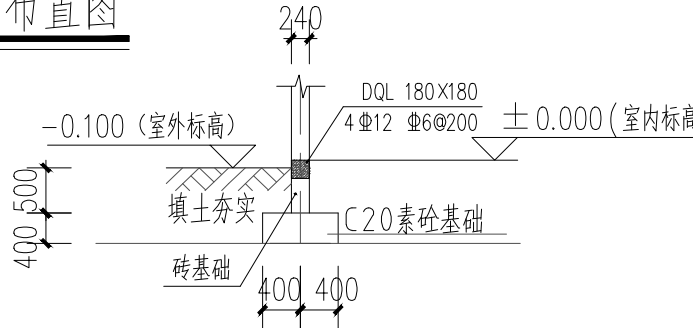 布置图
240
DQL 180X180
4Φ12 Φ6@200
-0.100 (室外标高)
±0.000(室内标高
500
填土夯实
C20素砼基础
400
砖基础
400 400